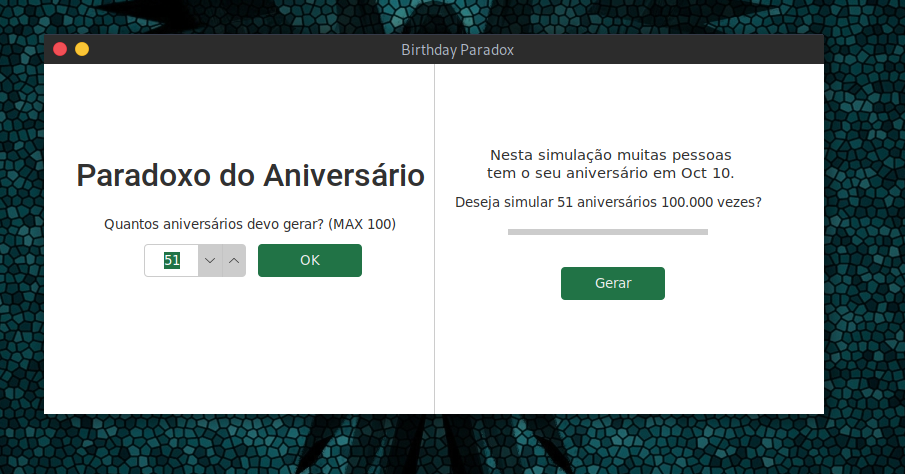 Birthday Paradox
Paradoxo do Aniversário
Quantos aniversários devo gerar? (MAX 100)
51
OK
Nesta simulação muitas pessoas
tem o seu aniversário em Oct 10.
Deseja simular 51 aniversários 100.000 vezes?
Gerar